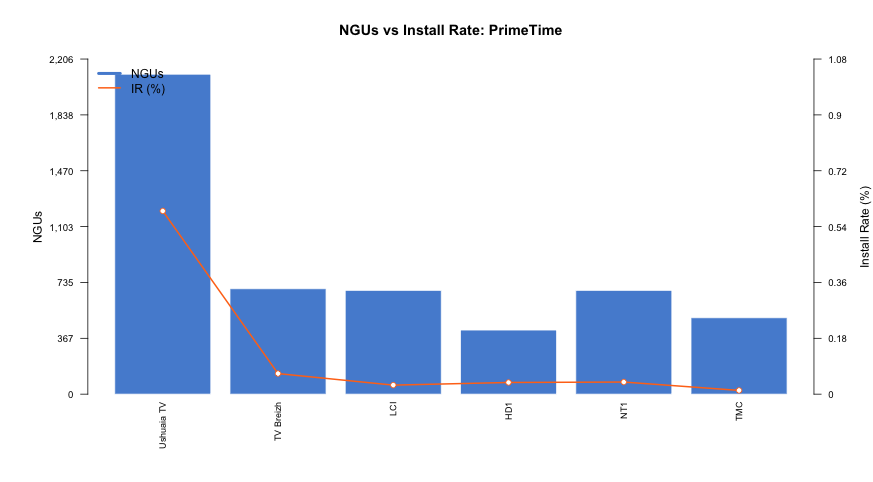 NGUs vs Install Rate: PrimeTime
NGUs
IR (%)
2,206
1,838
1,470
1,103
735
367
0
NGUs
1.08
0.9
0.72
0.54
0.36
0.18
0
Install Rate (%)
Ushuaia TV
TV Breizh
LCI
HD1
NT1
TMC